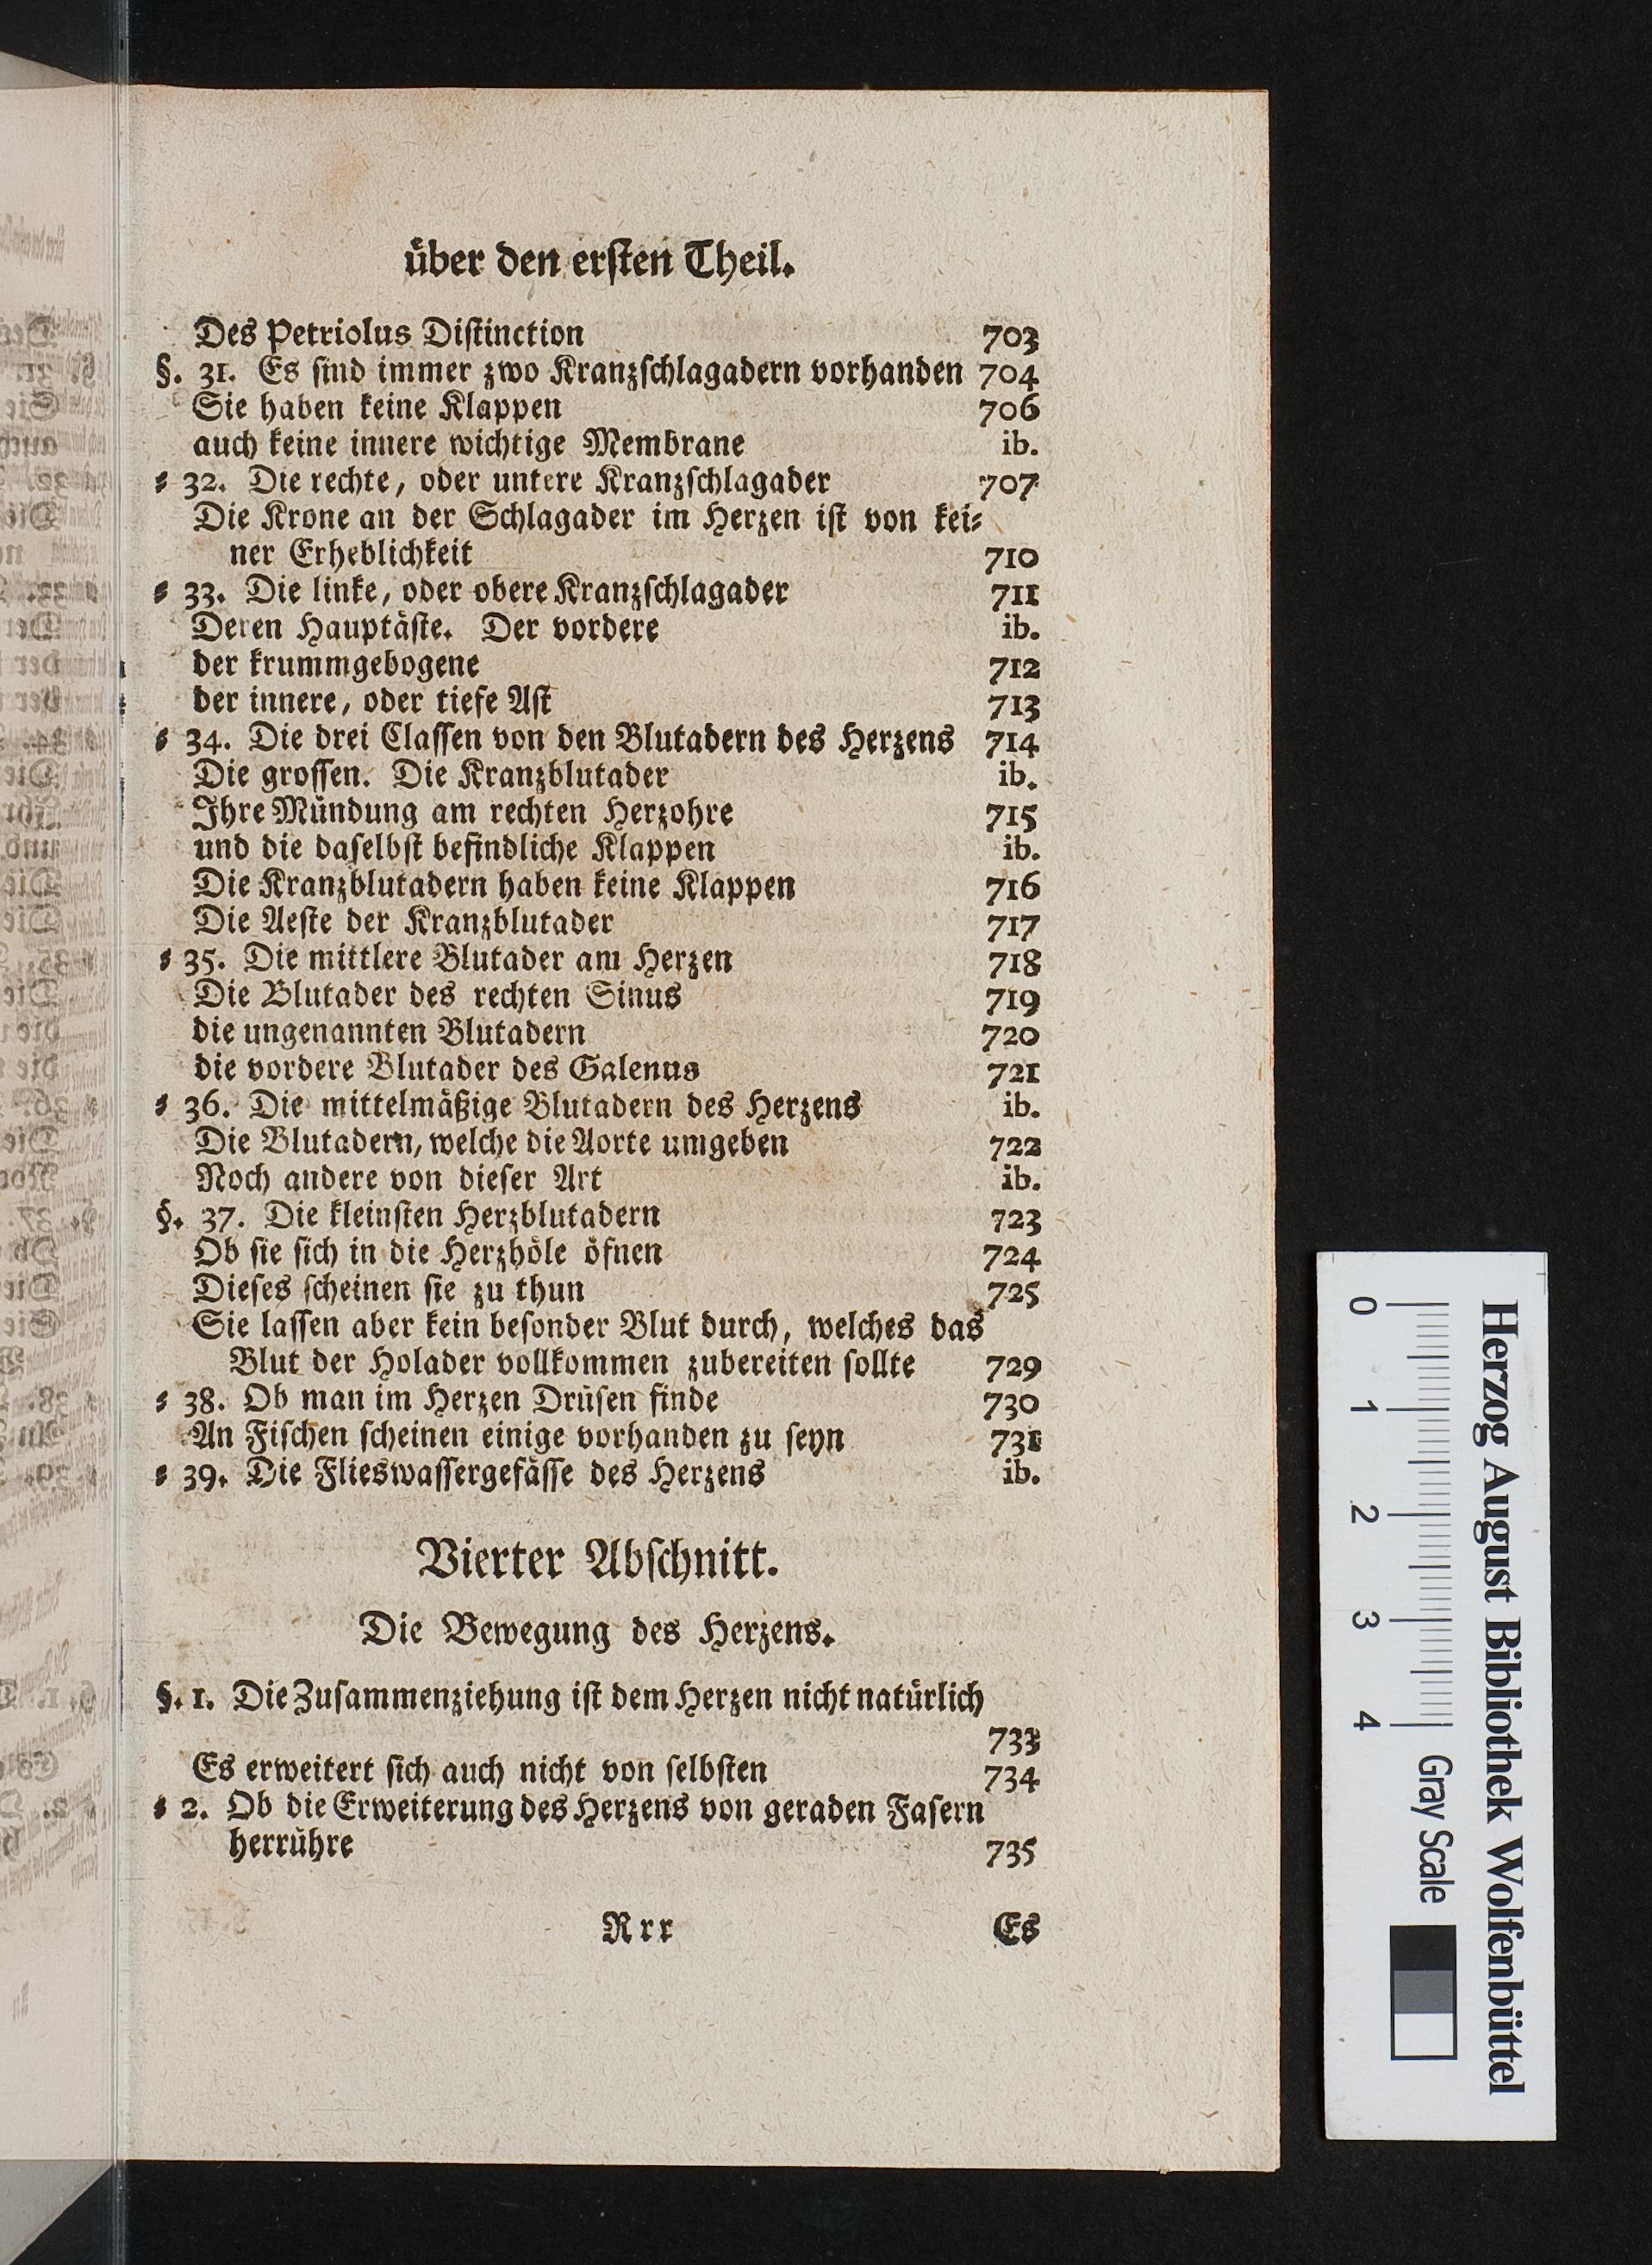 über den ersten Theil.
Des Petriolus Distinction 703
§. 31. Es sind immer zwo Kranzschlagadern vorhanden 704
Sie haben keine Klappen 706
auch keine innere wichtige Membrane ib.
⸗ 32. Die rechte, oder untere Kranzschlagader 707
Die Krone an der Schlagader im Herzen ist von kei⸗
ner Erheblichkeit 710
⸗ 33. Die linke, oder obere Kranzschlagader 711
Deren Hauptäste. Der vordere ib.
der krummgebogene 712
der innere, oder tiefe Ast 713
⸗ 34. Die drei Classen von den Blutadern des Herzens 714
Die grossen. Die Kranzblutader ib.
Ihre Mündung am rechten Herzohre 715
und die daselbst befindliche Klappen ib.
Die Kranzblutadern haben keine Klappen 716
Die Aeste der Kranzblutader 717
⸗ 35. Die mittlere Blutader am Herzen 718
Die Blutader des rechten Sinus 719
die ungenannten Blutadern 720
die vordere Blutader des Galenus 721
⸗ 36. Die mittelmäßige Blutadern des Herzens ib.
Die Blutadern, welche die Aorte umgeben 722
Noch andere von dieser Art ib.
§. 37. Die kleinsten Herzblutadern 723
Ob sie sich in die Herzhöle öfnen 724
Dieses scheinen sie zu thun 725
Sie lassen aber kein besonder Blut durch, welches das
Blut der Holader vollkommen zubereiten sollte 729
⸗ 38. Ob man im Herzen Drüsen finde 730
An Fischen scheinen einige vorhanden zu seyn 731
⸗ 39. Die Flieswassergefässe des Herzens ib.
Vierter Abschnitt.
Die Bewegung des Herzens.
§. 1. Die Zusammenziehung ist dem Herzen nicht natürlich
733
Es erweitert sich auch nicht von selbsten 734
⸗ 2. Ob die Erweiterung des Herzens von geraden Fasern
herrühre 735
Rrr Es
Herzog August Bibliothek Wolfenbüttel
0 1 2 3 4 Gray Scale